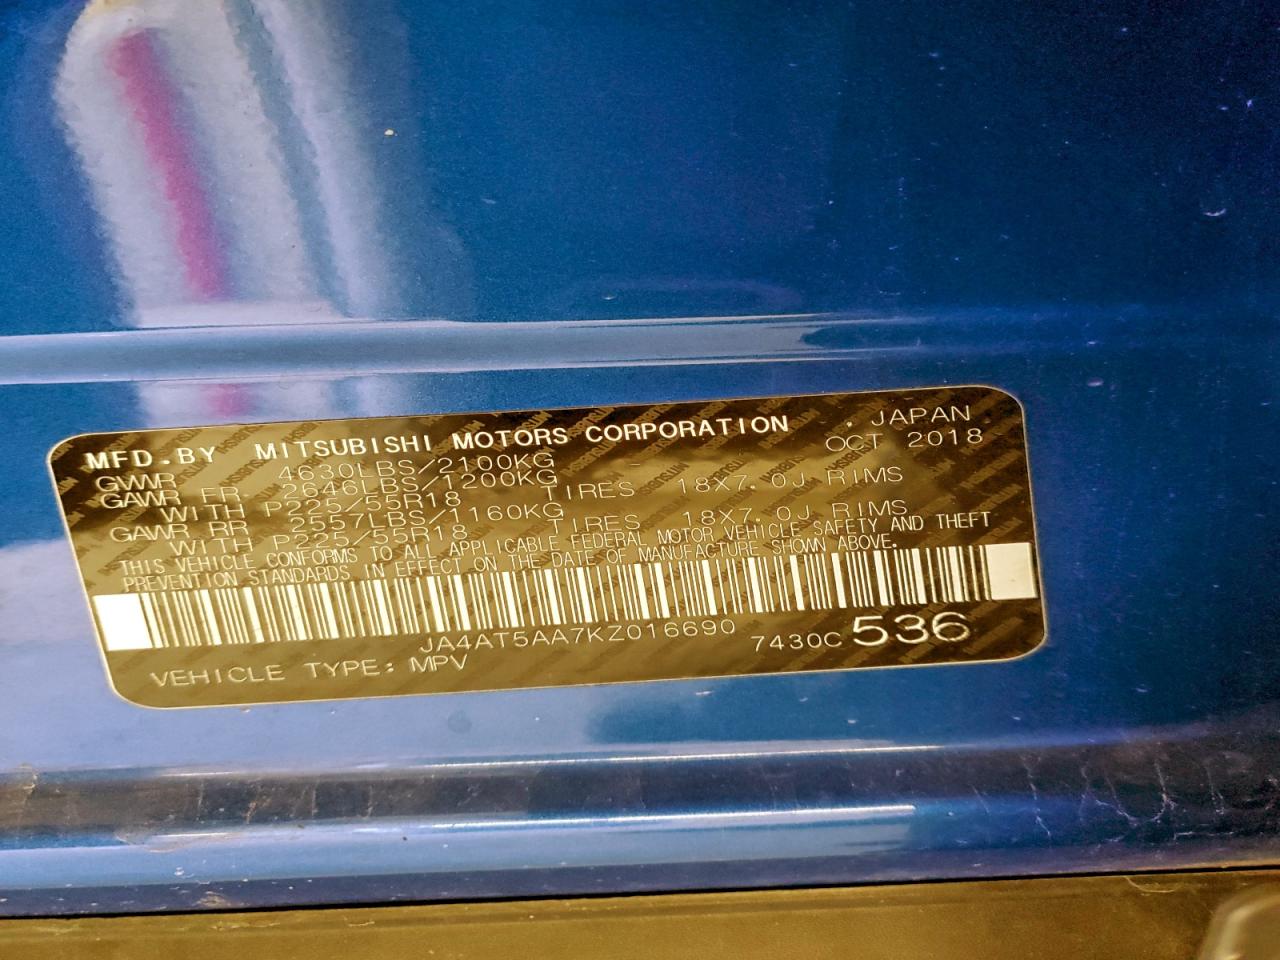 MFD.BY MITSUBISHI MOTORS CORPORATION , JAPAN
GWWR 4630LBS/2100KG OCT 2018
GAWR FR. 2646LBS/1200KG
WITH P225/55R18 TIRES 18X7.0J RIMS
GAWR RR 2557LBS/1160KG
WITH P225/55R18 TIRES 18X7.0J RIMS
THIS VEHICLE CONFORMS TO ALL APPLICABLE FEDERAL MOTOR VEHICLE SAFETY AND THEFT
PREVENTION STANDARDS IN EFFECT ON THE DATE OF MANUFACTURE SHOWN ABOVE.
JA4AT5AA7KZ016690 7430C 536
VEHICLE TYPE: MPV